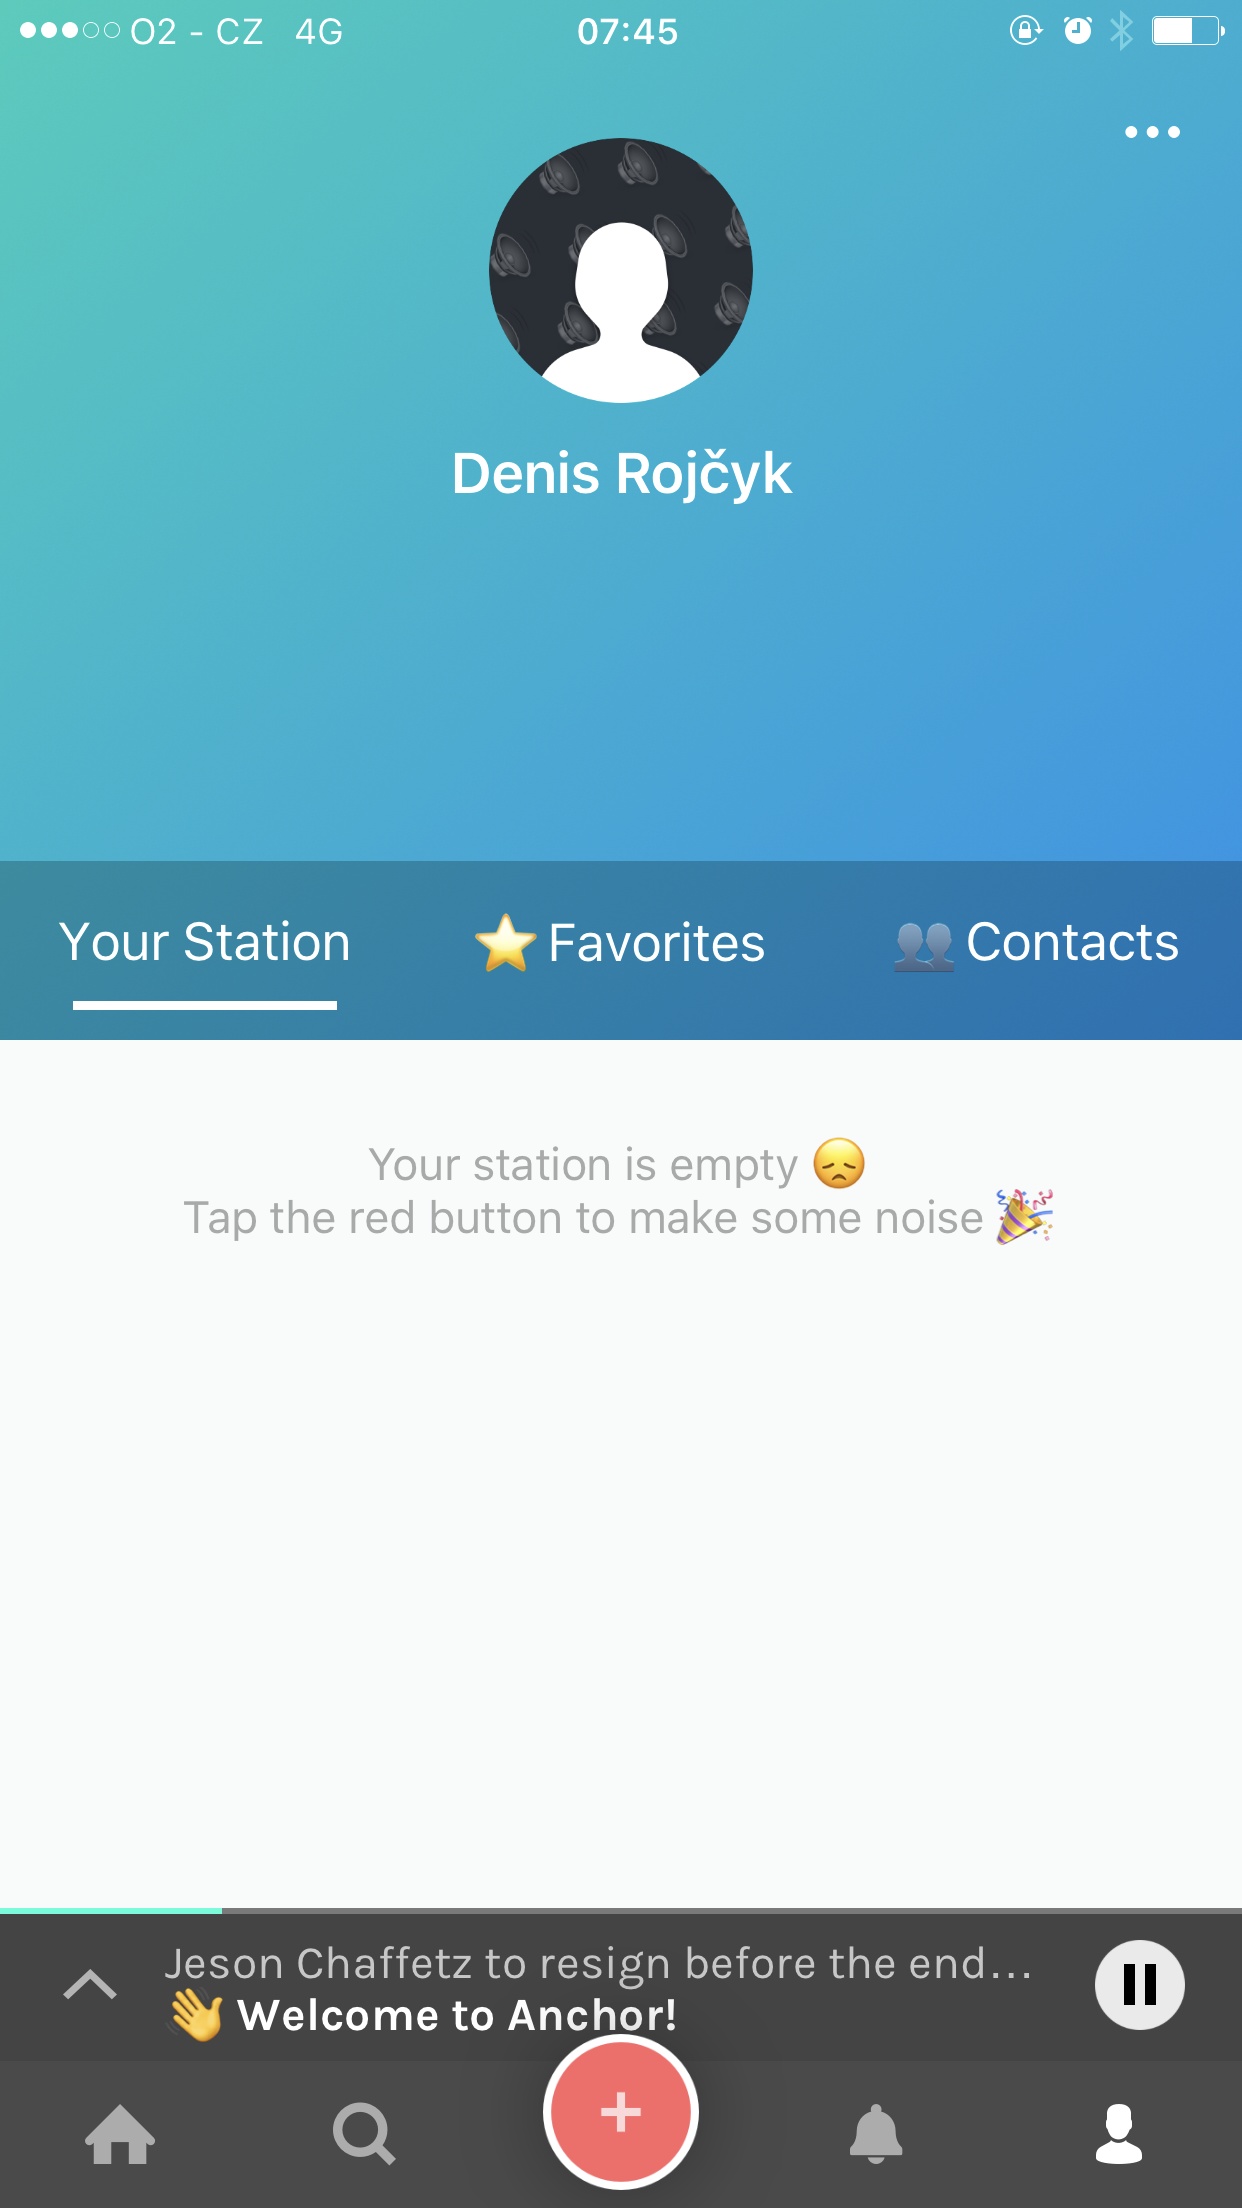 O2 - CZ 4G 07:45
Denis Rojčyk
Your Station ⭐ Favorites 👥 Contacts
Your station is empty 😞
Tap the red button to make some noise 🎉
Jeson Chaffetz to resign before the end...
👋 Welcome to Anchor!